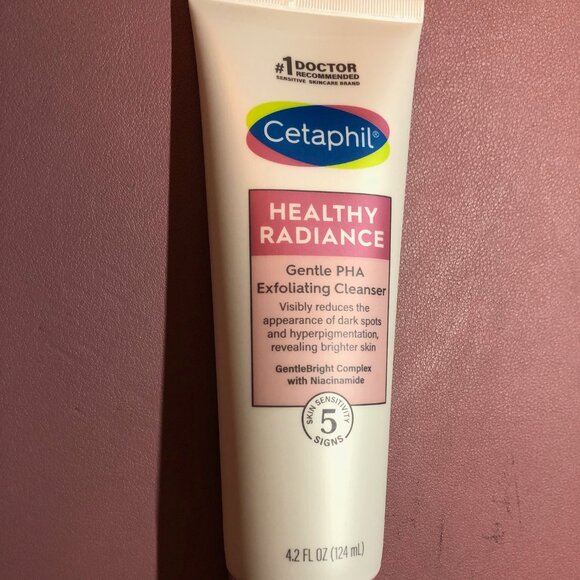 #1 DOCTOR
RECOMMENDED
SENSITIVE SKINCARE BRAND
Cetaphil®
HEALTHY
RADIANCE
Gentle PHA
Exfoliating Cleanser
Visibly reduces the
appearance of dark spots
and hyperpigmentation,
revealing brighter skin
GentleBright Complex
with Niacinamide
SKIN SENSITIVITY
5
SIGNS
4.2 FL OZ (124 mL)